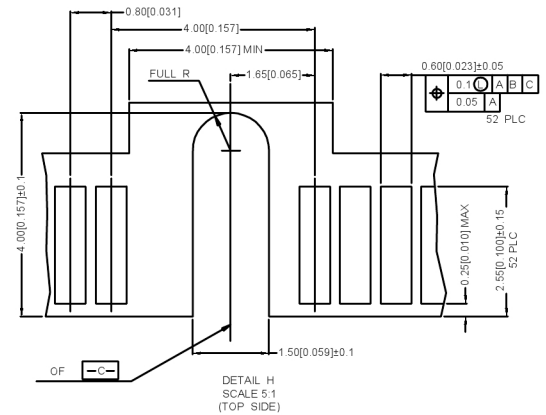 0.80[0.031]
4.00[0.157]
4.00[0.157] MIN
FULL R
1.65[0.065]
0.60[0.023]±0.05
0.1 Ⓛ A B C
0.05 A
52 PLC
4.00[0.157]±0.1
0.25[0.010] MAX
2.55[0.100]±0.15
52 PLC
1.50[0.059]±0.1
OF -C-
DETAIL H
SCALE 5:1
(TOP SIDE)